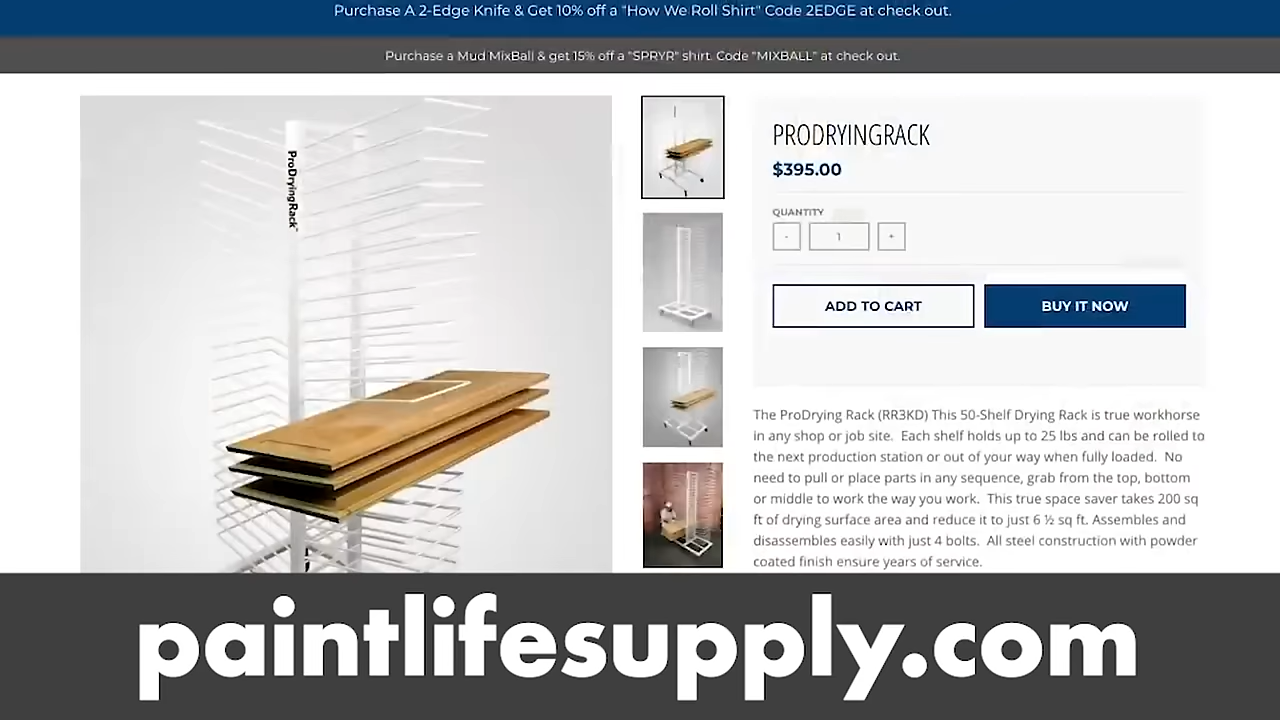 Purchase A 2-Edge Knife & Get 10% off a "How We Roll Shirt" Code 2EDGE at check out.
Purchase a Mud MixBall & get 15% off a "SPRYR" shirt. Code "MIXBALL" at check out.
ProDryingRack
PRODRYINGRACK
$395.00
QUANTITY
- 1 +
ADD TO CART
BUY IT NOW
The ProDrying Rack (RR3KD) This 50-Shelf Drying Rack is true workhorse
in any shop or job site. Each shelf holds up to 25 lbs and can be rolled to
the next production station or out of your way when fully loaded. No
need to pull or place parts in any sequence, grab from the top, bottom
or middle to work the way you work. This true space saver takes 200 sq
ft of drying surface area and reduce it to just 6 ½ sq ft. Assembles and
disassembles easily with just 4 bolts. All steel construction with powder
coated finish ensure years of service.
paintlifesupply.com